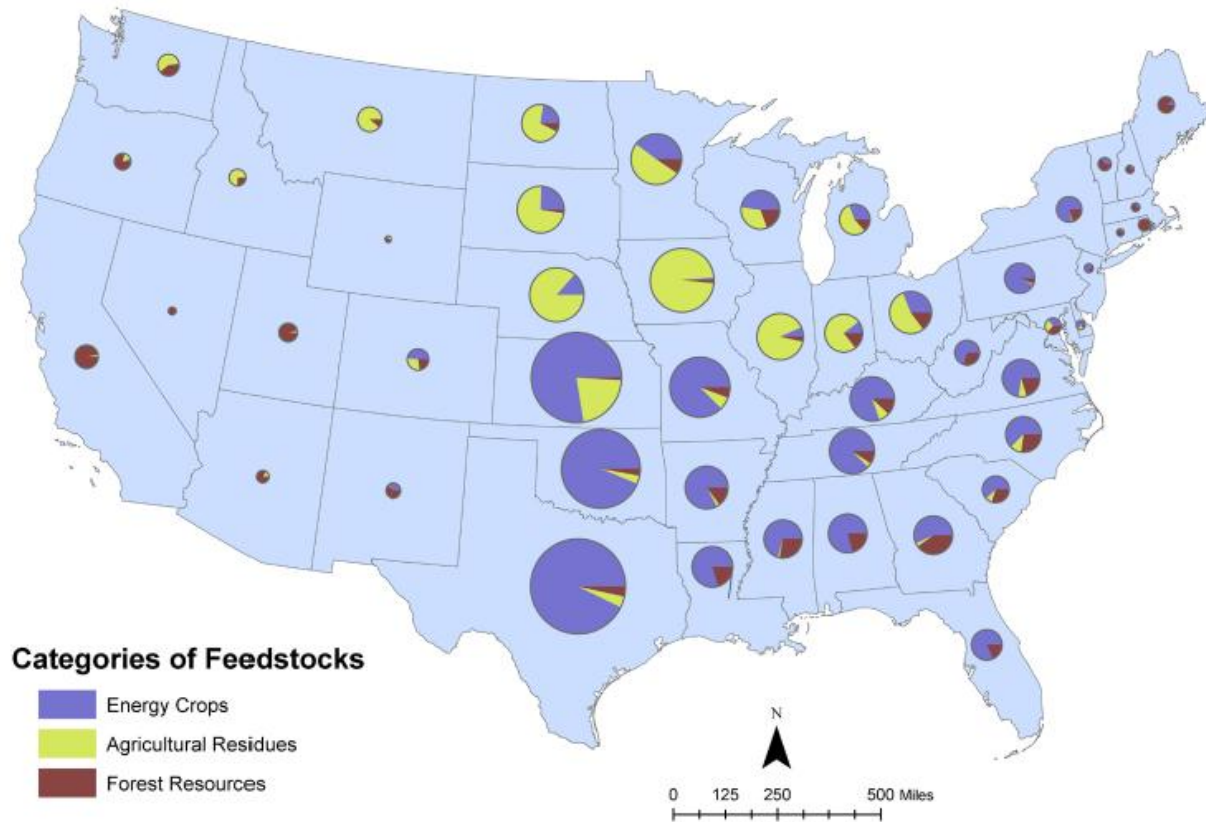 Categories of Feedstocks
Energy Crops
Agricultural Residues
Forest Resources
N
0 125 250 500 Miles